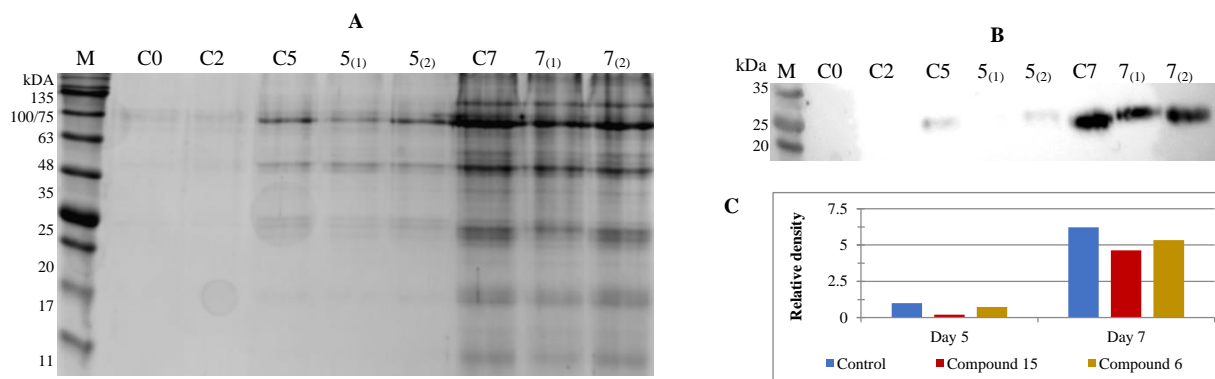 A
M C0 C2 C5 5(1) 5(2) C7 7(1) 7(2)
kDA
135
100/75
63
48
35
25
20
17
11
B
kDa M C0 C2 C5 5(1) 5(2) C7 7(1) 7(2)
35
25
20
C
Relative density
7.5
5
2.5
0
Day 5 Day 7
Control Compound 15 Compound 6